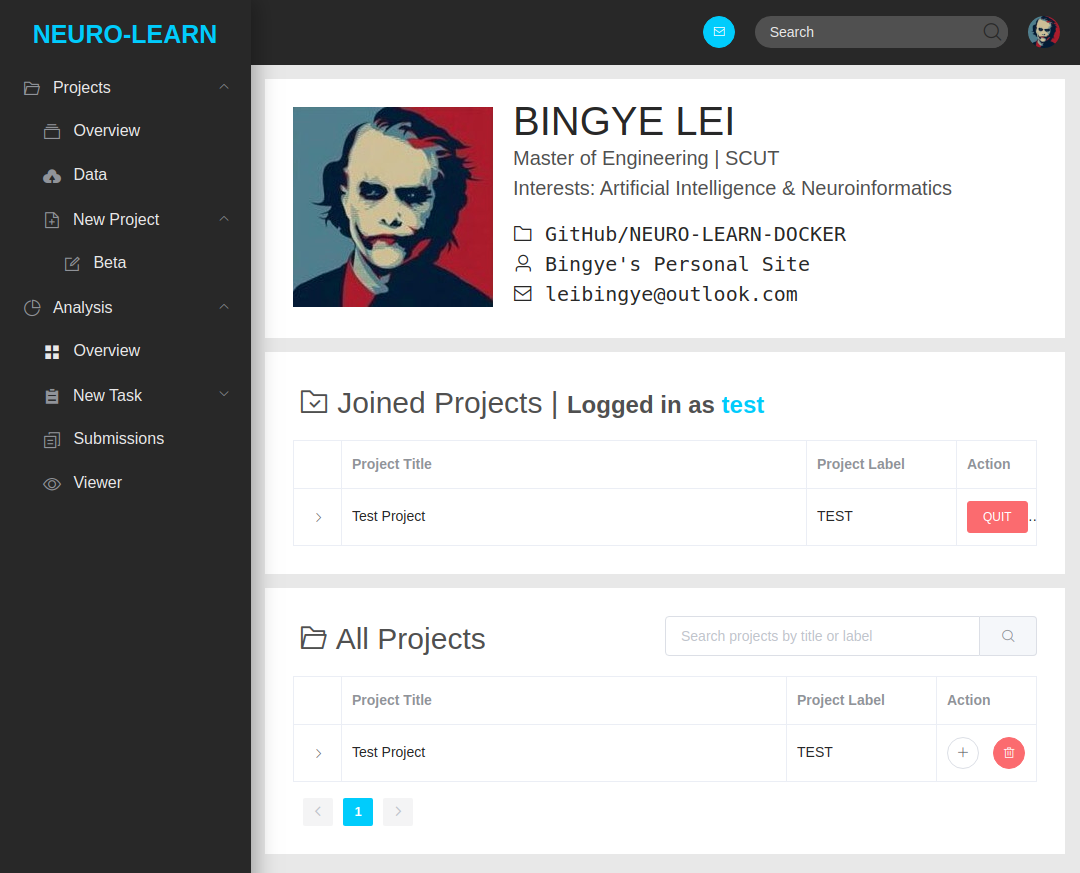 NEURO-LEARN
Search
Projects
Overview
Data
New Project
Beta
Analysis
Overview
New Task
Submissions
Viewer
BINGYE LEI
Master of Engineering | SCUT
Interests: Artificial Intelligence & Neuroinformatics
GitHub/NEURO-LEARN-DOCKER
Bingye's Personal Site
leibingye@outlook.com
Joined Projects | Logged in as test
Project Title Project Label Action
Test Project TEST QUIT ..
All Projects
Search projects by title or label
Project Title Project Label Action
Test Project TEST
1